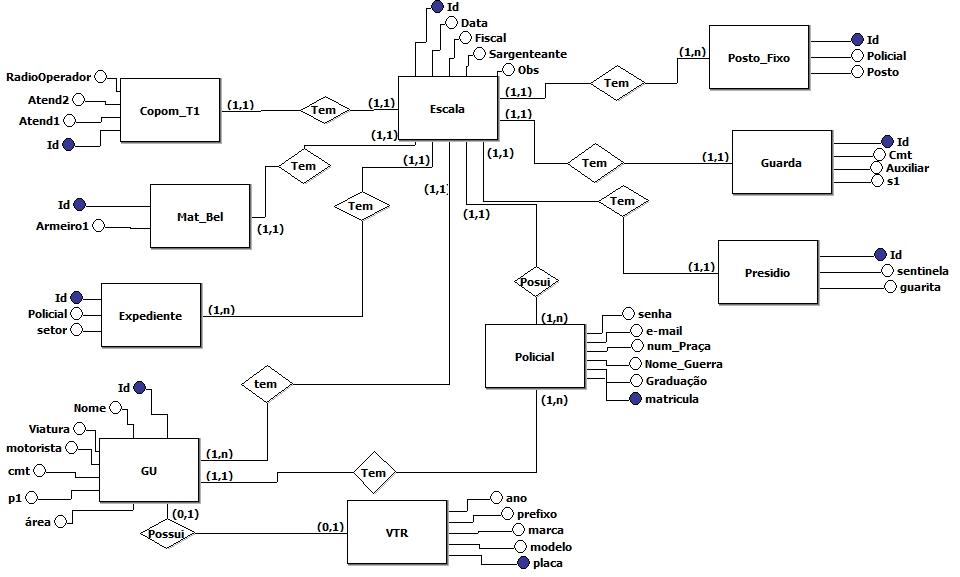 Id
Data
Fiscal
Sargenteante
Obs
Escala
(1,1)
(1,1)
(1,1)
(1,1)
(1,1)
(1,1)
(1,1)
(1,1)
RadioOperador
Atend2
Atend1
Id
Copom_T1
(1,1)
Tem
Tem
(1,n)
Posto_Fixo
Id
Policial
Posto
Tem
(1,1)
Guarda
Id
Cmt
Auxiliar
s1
Id
Armeiro1
Mat_Bel
(1,1)
Tem
Tem
Tem
(1,1)
Presidio
Id
sentinela
guarita
Id
Policial
setor
Expediente
(1,n)
Posui
(1,n)
Policial
(1,n)
senha
e-mail
num_Praça
Nome_Guerra
Graduação
matricula
tem
Id
Nome
Viatura
motorista
cmt
p1
área
GU
(1,n)
(1,1)
(0,1)
Tem
Possui
(0,1)
VTR
ano
prefixo
marca
modelo
placa